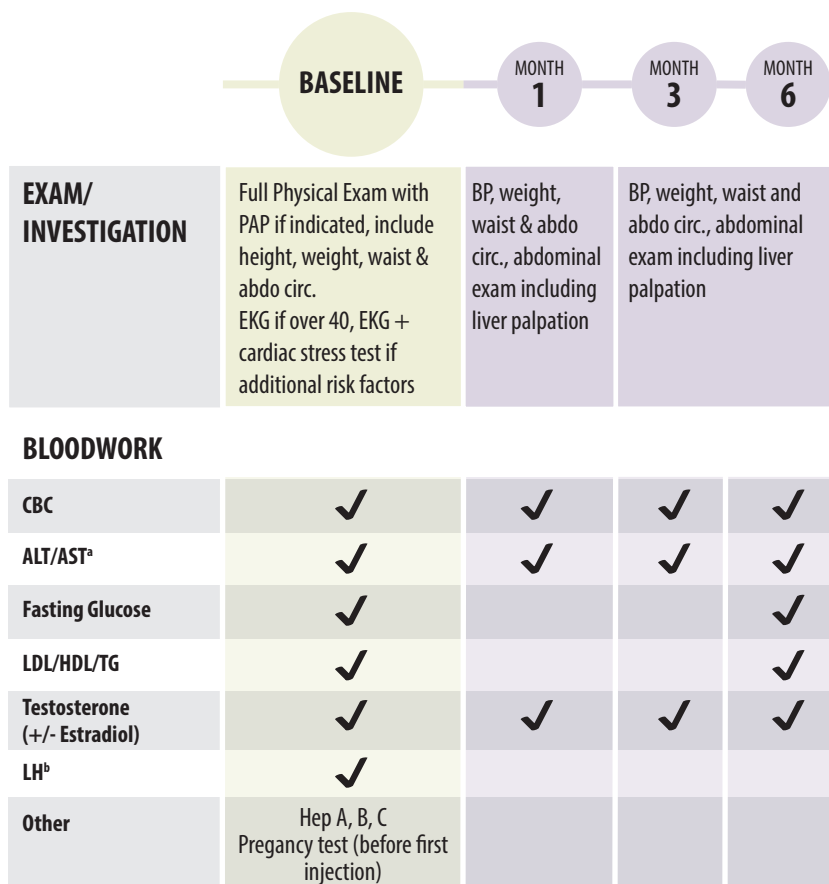 BASELINE
MONTH
1
MONTH
3
MONTH
6
EXAM/
INVESTIGATION
Full Physical Exam with
PAP if indicated, include
height, weight, waist &
abdo circ.
EKG if over 40, EKG +
cardiac stress test if
additional risk factors
BP, weight,
waist & abdo
circ., abdominal
exam including
liver palpation
BP, weight, waist and
abdo circ., abdominal
exam including liver
palpation
BLOODWORK
CBC ✓ ✓ ✓ ✓
ALT/ASTᵃ ✓ ✓ ✓ ✓
Fasting Glucose ✓ ✓
LDL/HDL/TG ✓ ✓
Testosterone
(+/- Estradiol) ✓ ✓ ✓ ✓
LHᵇ ✓
Other
Hep A, B, C
Pregancy test (before first
injection)